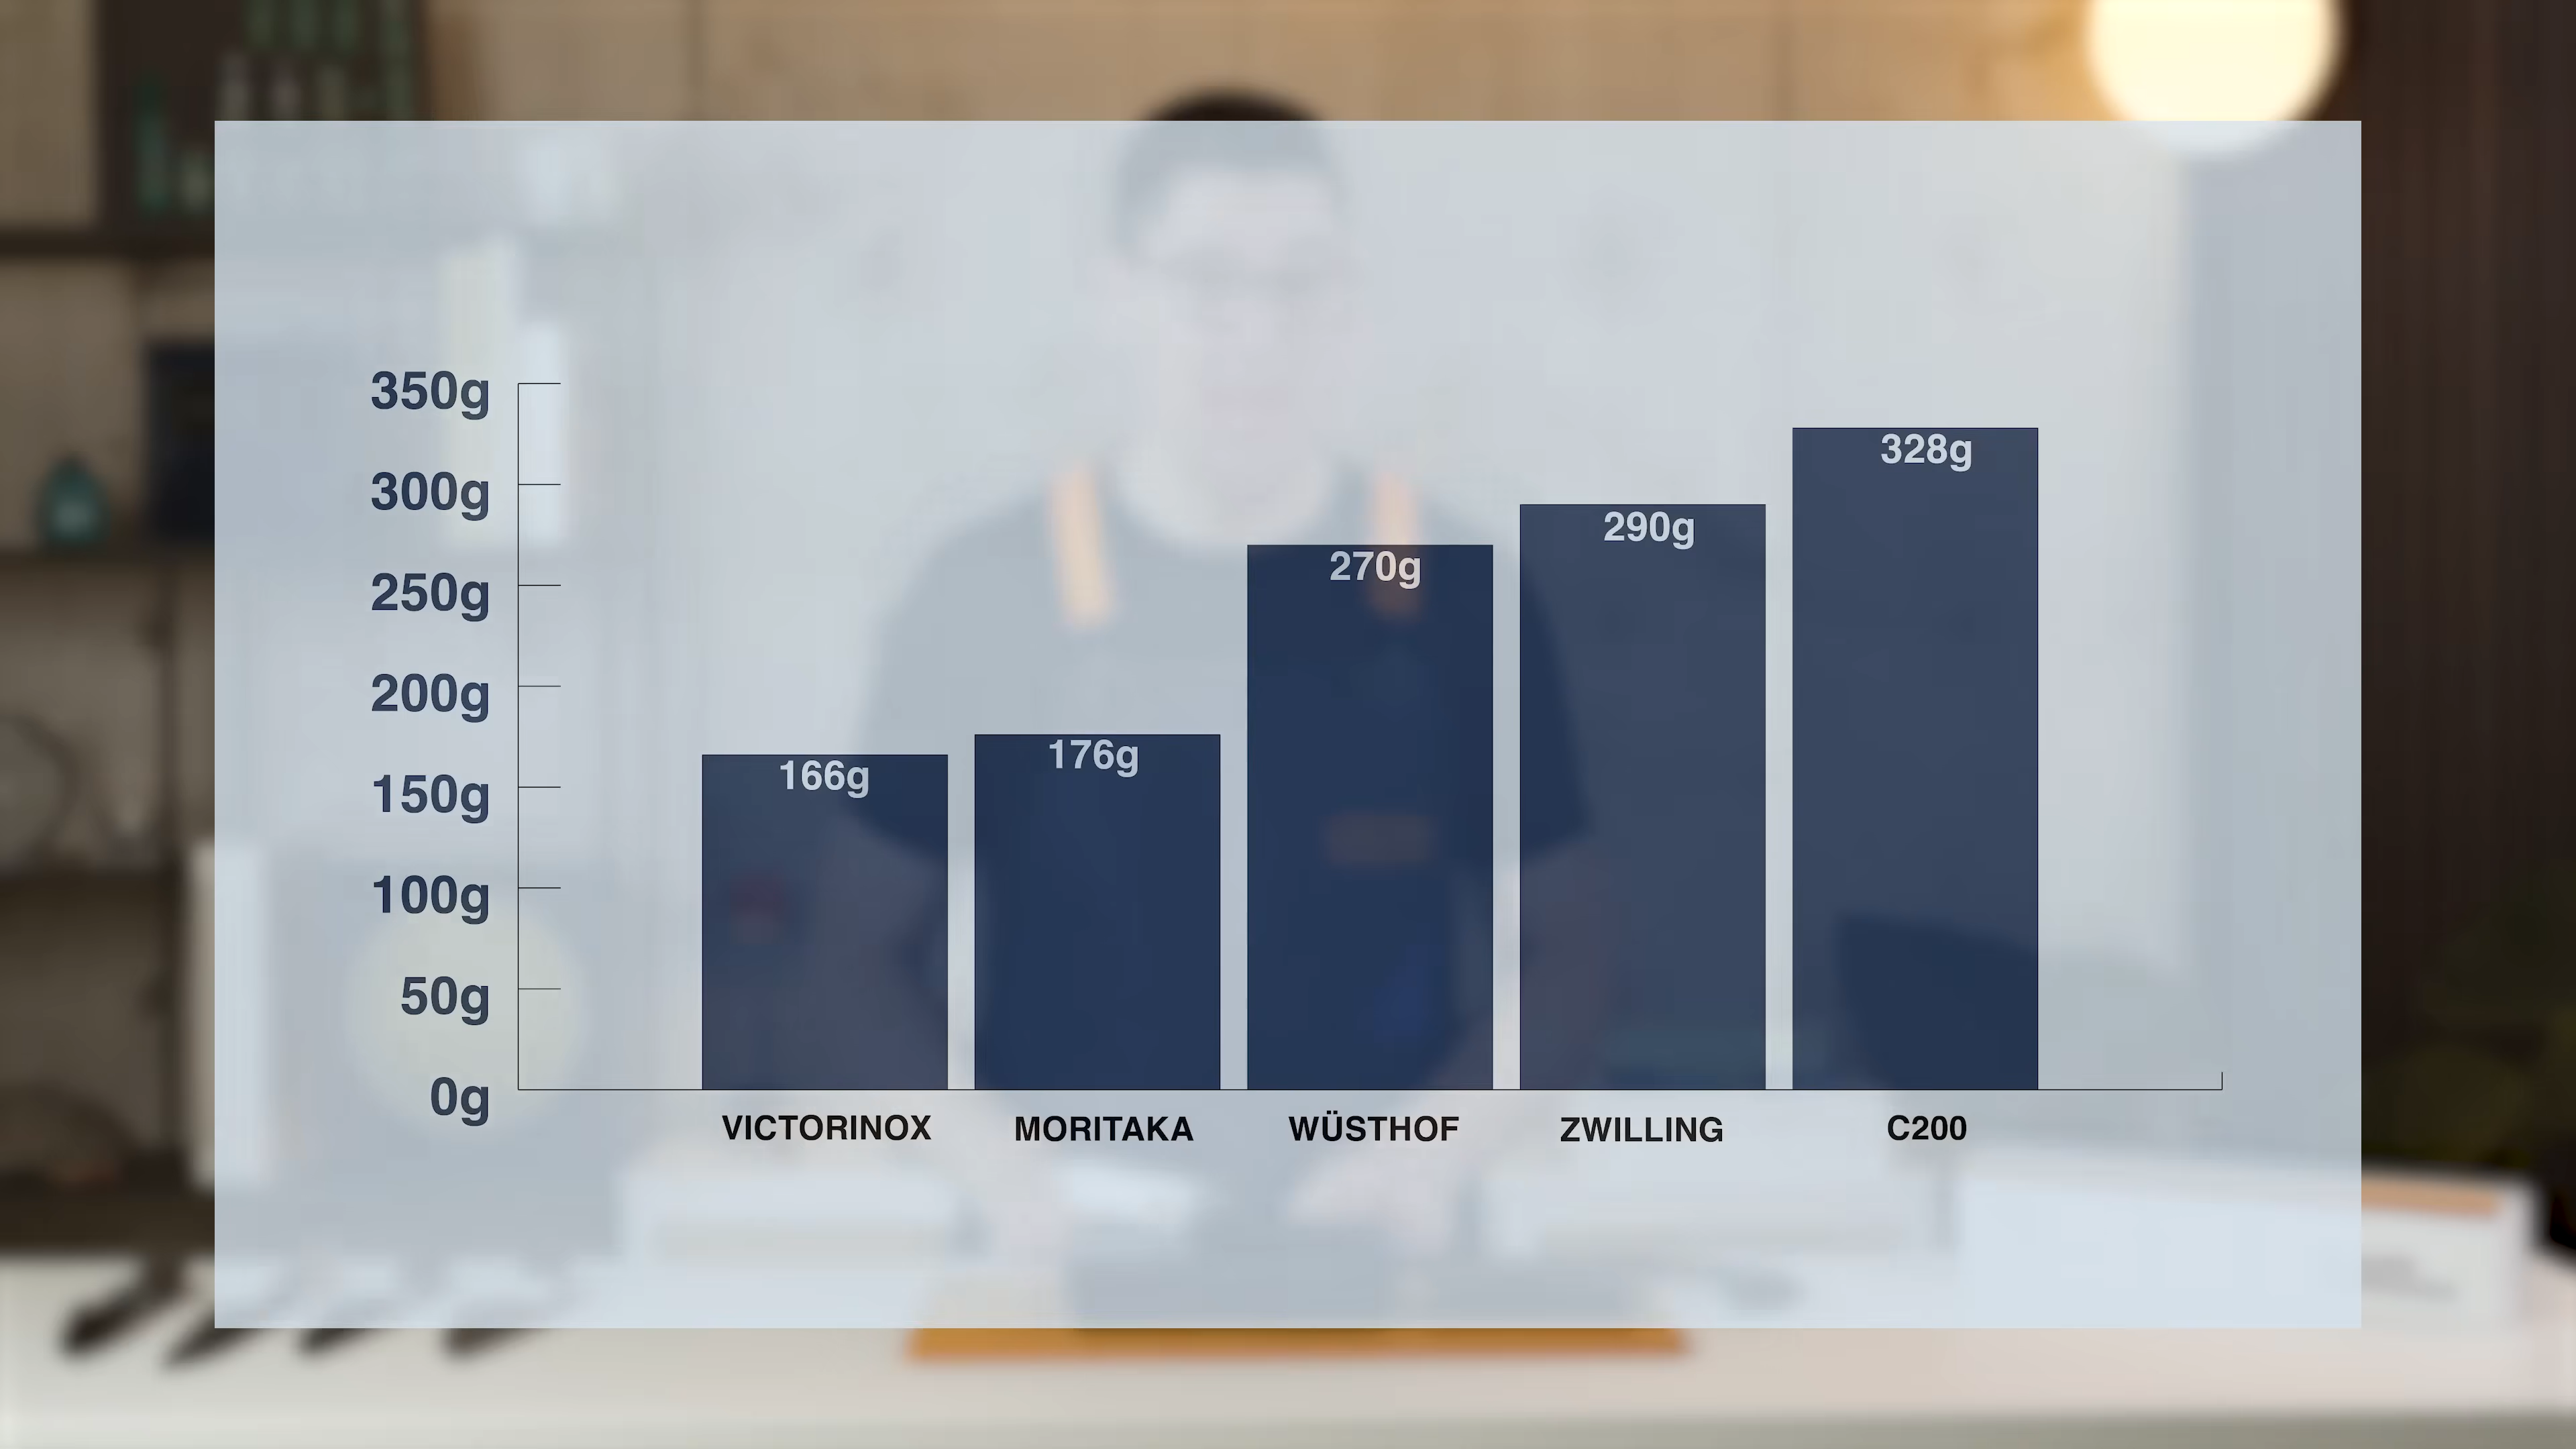 350g
300g
250g
200g
150g
100g
50g
0g
166g
176g
270g
290g
328g
VICTORINOX
MORITAKA
WÜSTHOF
ZWILLING
C200